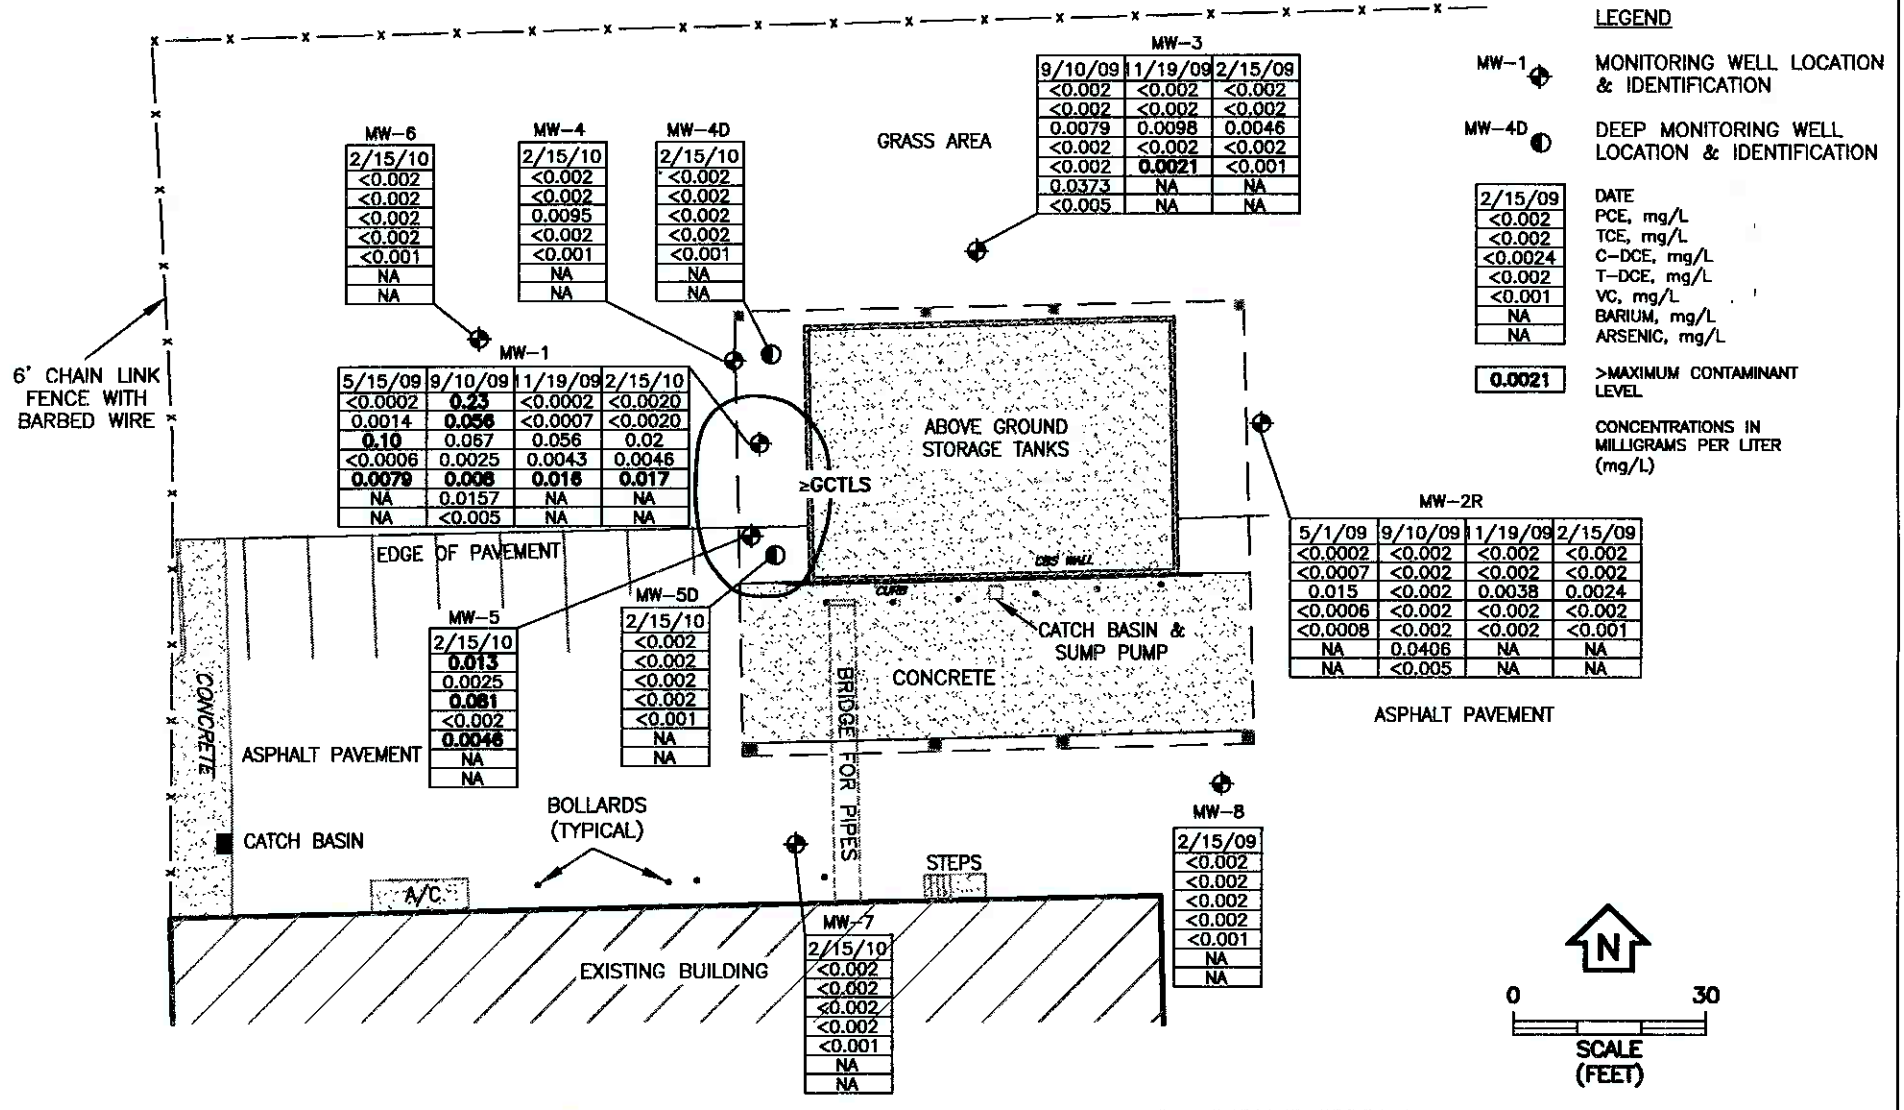 LEGEND
MW-1
MONITORING WELL LOCATION
& IDENTIFICATION
MW-4D
DEEP MONITORING WELL
LOCATION & IDENTIFICATION
2/15/09 DATE
<0.002 PCE, mg/L
<0.002 TCE, mg/L
<0.0024 C-DCE, mg/L
<0.002 T-DCE, mg/L
<0.001 VC, mg/L
NA BARIUM, mg/L
NA ARSENIC, mg/L
0.0021 >MAXIMUM CONTAMINANT
LEVEL
CONCENTRATIONS IN
MILLIGRAMS PER LITER
(mg/L)
MW-3
9/10/09 11/19/09 2/15/09
<0.002 <0.002 <0.002
<0.002 <0.002 <0.002
0.0079 0.0098 0.0046
<0.002 <0.002 <0.002
<0.002 0.0021 <0.001
0.0373 NA NA
<0.005 NA NA
GRASS AREA
MW-6
2/15/10
<0.002
<0.002
<0.002
<0.002
<0.001
NA
NA
MW-4
2/15/10
<0.002
<0.002
0.0095
<0.002
<0.001
NA
NA
MW-4D
2/15/10
<0.002
<0.002
<0.002
<0.002
<0.001
NA
NA
6' CHAIN LINK
FENCE WITH
BARBED WIRE
MW-1
5/15/09 9/10/09 11/19/09 2/15/10
<0.0002 0.23 <0.0002 <0.0020
0.0014 0.056 <0.0007 <0.0020
0.10 0.067 0.056 0.02
<0.0006 0.0025 0.0043 0.0046
0.0079 0.008 0.016 0.017
NA 0.0157 NA NA
NA <0.005 NA NA
ABOVE GROUND
STORAGE TANKS
≥GCTLS
CBS WALL
CURB
EDGE OF PAVEMENT
MW-2R
5/1/09 9/10/09 11/19/09 2/15/09
<0.0002 <0.002 <0.002 <0.002
<0.0007 <0.002 <0.002 <0.002
0.015 <0.002 0.0038 0.0024
<0.0006 <0.002 <0.002 <0.002
<0.0008 <0.002 <0.002 <0.001
NA 0.0406 NA NA
NA <0.005 NA NA
ASPHALT PAVEMENT
MW-5
2/15/10
0.013
0.0025
0.081
<0.002
0.0046
NA
NA
MW-5D
2/15/10
<0.002
<0.002
<0.002
<0.002
<0.001
NA
NA
CATCH BASIN &
SUMP PUMP
CONCRETE
BRIDGE FOR PIPES
CONCRETE
ASPHALT PAVEMENT
CATCH BASIN
BOLLARDS
(TYPICAL)
A/C
STEPS
MW-8
2/15/09
<0.002
<0.002
<0.002
<0.002
<0.001
NA
NA
MW-7
2/15/10
<0.002
<0.002
<0.002
<0.002
<0.001
NA
NA
EXISTING BUILDING
N
0 30
SCALE
(FEET)